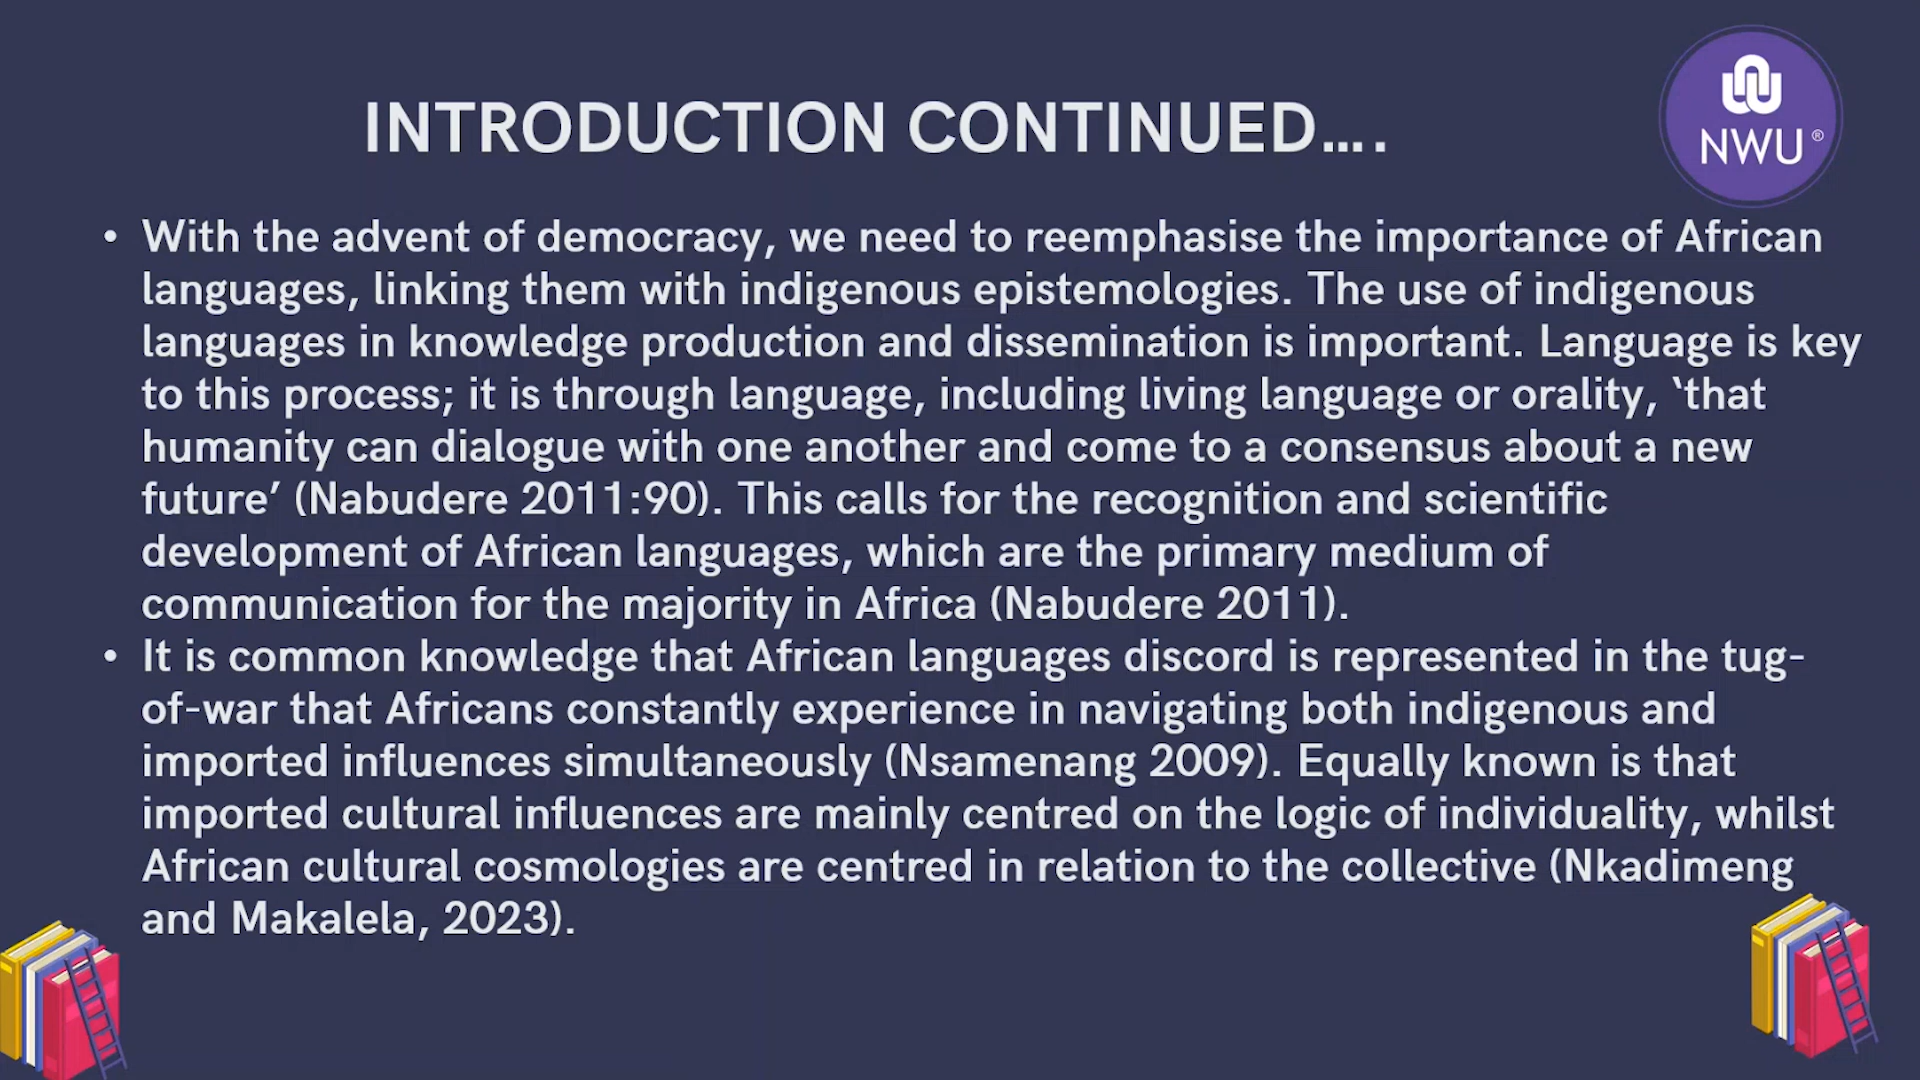 INTRODUCTION CONTINUED....
NWU®
• With the advent of democracy, we need to reemphasise the importance of African
languages, linking them with indigenous epistemologies. The use of indigenous
languages in knowledge production and dissemination is important. Language is key
to this process; it is through language, including living language or orality, ‘that
humanity can dialogue with one another and come to a consensus about a new
future’ (Nabudere 2011:90). This calls for the recognition and scientific
development of African languages, which are the primary medium of
communication for the majority in Africa (Nabudere 2011).
• It is common knowledge that African languages discord is represented in the tug-
of-war that Africans constantly experience in navigating both indigenous and
imported influences simultaneously (Nsamenang 2009). Equally known is that
imported cultural influences are mainly centred on the logic of individuality, whilst
African cultural cosmologies are centred in relation to the collective (Nkadimeng
and Makalela, 2023).